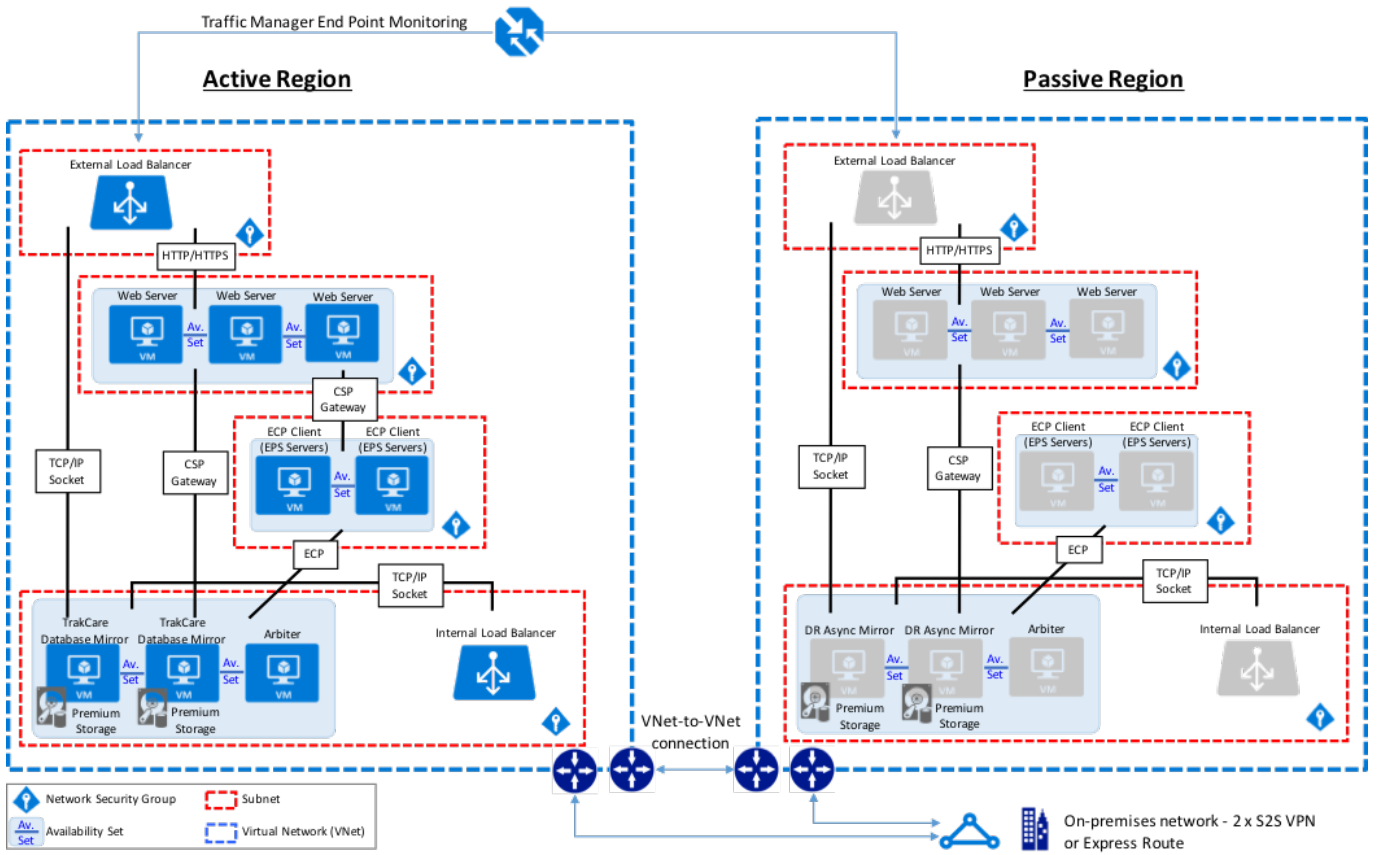 Traffic Manager End Point Monitoring
Active Region
Passive Region
External Load Balancer
HTTP/HTTPS
Web Server
Web Server
Web Server
Av.
Set
Av.
Set
VM
VM
VM
CSP
Gateway
ECP Client
(EPS Servers)
ECP Client
(EPS Servers)
Av.
Set
VM
VM
TCP/IP
Socket
CSP
Gateway
ECP
TCP/IP
Socket
TrakCare
Database Mirror
TrakCare
Database Mirror
Arbiter
Internal Load Balancer
Av.
Set
Av.
Set
VM
VM
VM
Premium
Storage
Premium
Storage
External Load Balancer
HTTP/HTTPS
Web Server
Web Server
Web Server
Av.
Set
Av.
Set
VM
VM
VM
ECP Client
(EPS Servers)
ECP Client
(EPS Servers)
Av.
Set
VM
VM
TCP/IP
Socket
CSP
Gateway
ECP
TCP/IP
Socket
DR Async Mirror
DR Async Mirror
Arbiter
Internal Load Balancer
Av.
Set
Av.
Set
VM
VM
VM
Premium
Storage
Premium
Storage
VNet-to-VNet
connection
Network Security Group
Subnet
Av.
Set
Availability Set
Virtual Network (VNet)
On-premises network - 2 x S2S VPN
or Express Route